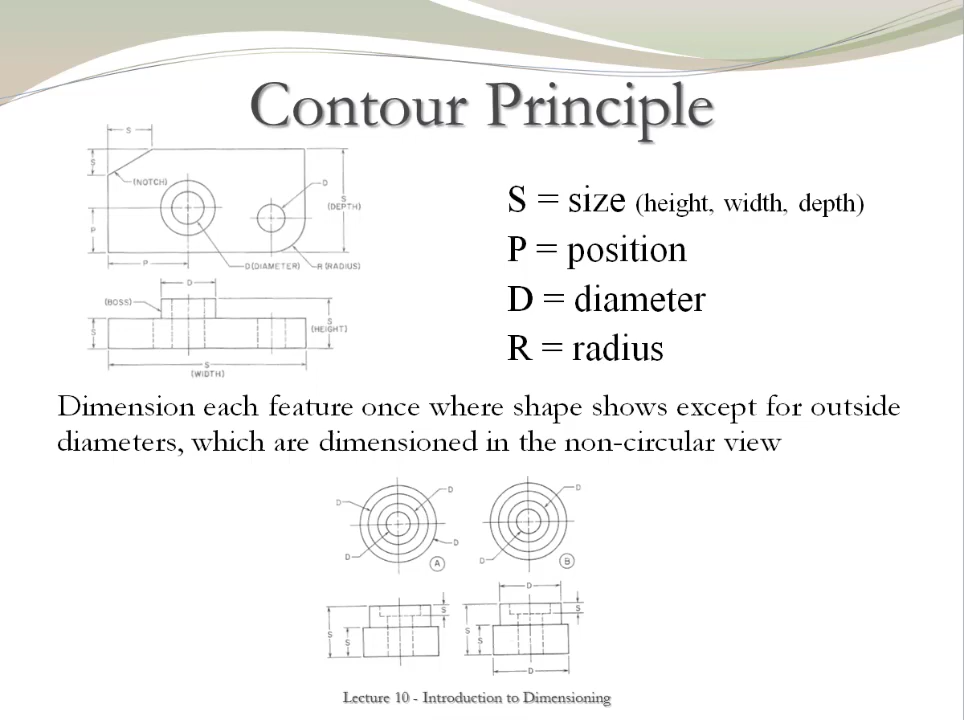 Contour Principle
S
S
(NOTCH)
D
S
(DEPTH)
P
P
D(DIAMETER)
R (RADIUS)
D
(BOSS)
S
S
(HEIGHT)
S
(WIDTH)
S = size (height, width, depth)
P = position
D = diameter
R = radius
Dimension each feature once where shape shows except for outside
diameters, which are dimensioned in the non-circular view
D
D
D
D
A
D
D
B
S
S
S
D
S
S
S
D
Lecture 10 - Introduction to Dimensioning